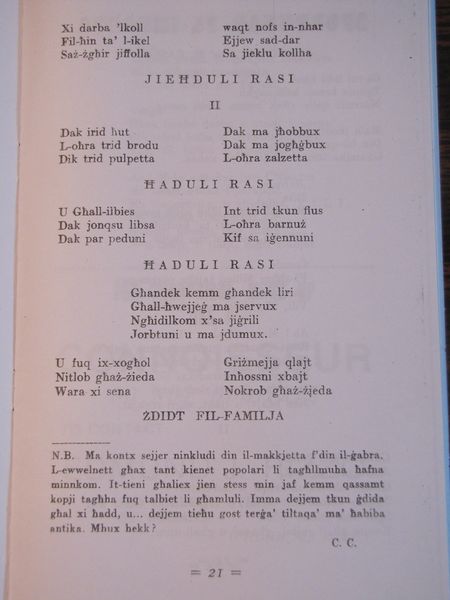 Xi darba 'lkoll waqt nofs in-nhar
Fil-ħin ta' l-ikel Ejjew sad-dar
Saż-żgħir jiffolla Sa jieklu kollha
JIEĦDULI RASI
II
Dak irid ħut Dak ma jħobbux
L-oħra trid brodu Dak ma jogħġbux
Dik trid pulpetta L-oħra zalzetta
ĦADULI RASI
U Għall-ilbies Int trid tkun flus
Dak jonqsu libsa L-oħra barnuż
Dak par peduni Kif sa iġennuni
ĦADULI RASI
Għandek kemm għandek liri
Għall-ħwejjeġ ma jservux
Ngħidilkom x'sa jiġrili
Jorbtuni u ma jdumux.
U fuq ix-xogħol Griżmejja qlajt
Nitlob għaż-żieda Inħossni xbajt
Wara xi sena Nokrob għaż-żjeda
ŻDIDT FIL-FAMILJA
N.B. Ma kontx sejjer ninkludi din il-makkjetta f'din il-ġabra.
L-ewwelnett għax tant kienet popolari li tagħllmuha ħafna
minnkom. It-tieni għaliex jien stess min jaf kemm qassamt
kopji tagħha fuq talbiet li għamluli. Imma dejjem tkun ġdida
għal xi ħadd, u... dejjem tieħu gost terġa' tiltaqa' ma' ħabiba
antika. Mhux hekk?
C. C.
= 21 =